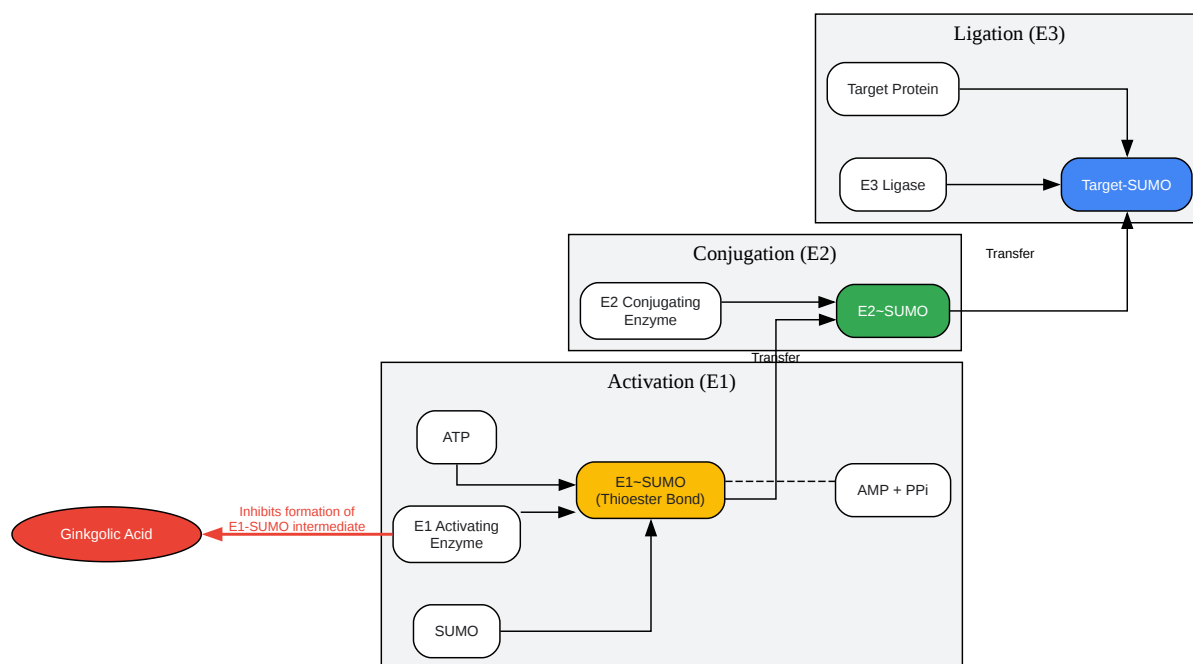 Ligation (E3)
Target Protein
E3 Ligase
Target-SUMO
Transfer
Conjugation (E2)
E2 Conjugating
Enzyme
E2~SUMO
Transfer
Activation (E1)
ATP
E1~SUMO
(Thioester Bond)
AMP + PPi
E1 Activating
Enzyme
SUMO
Inhibits formation of
E1-SUMO intermediate
Ginkgolic Acid